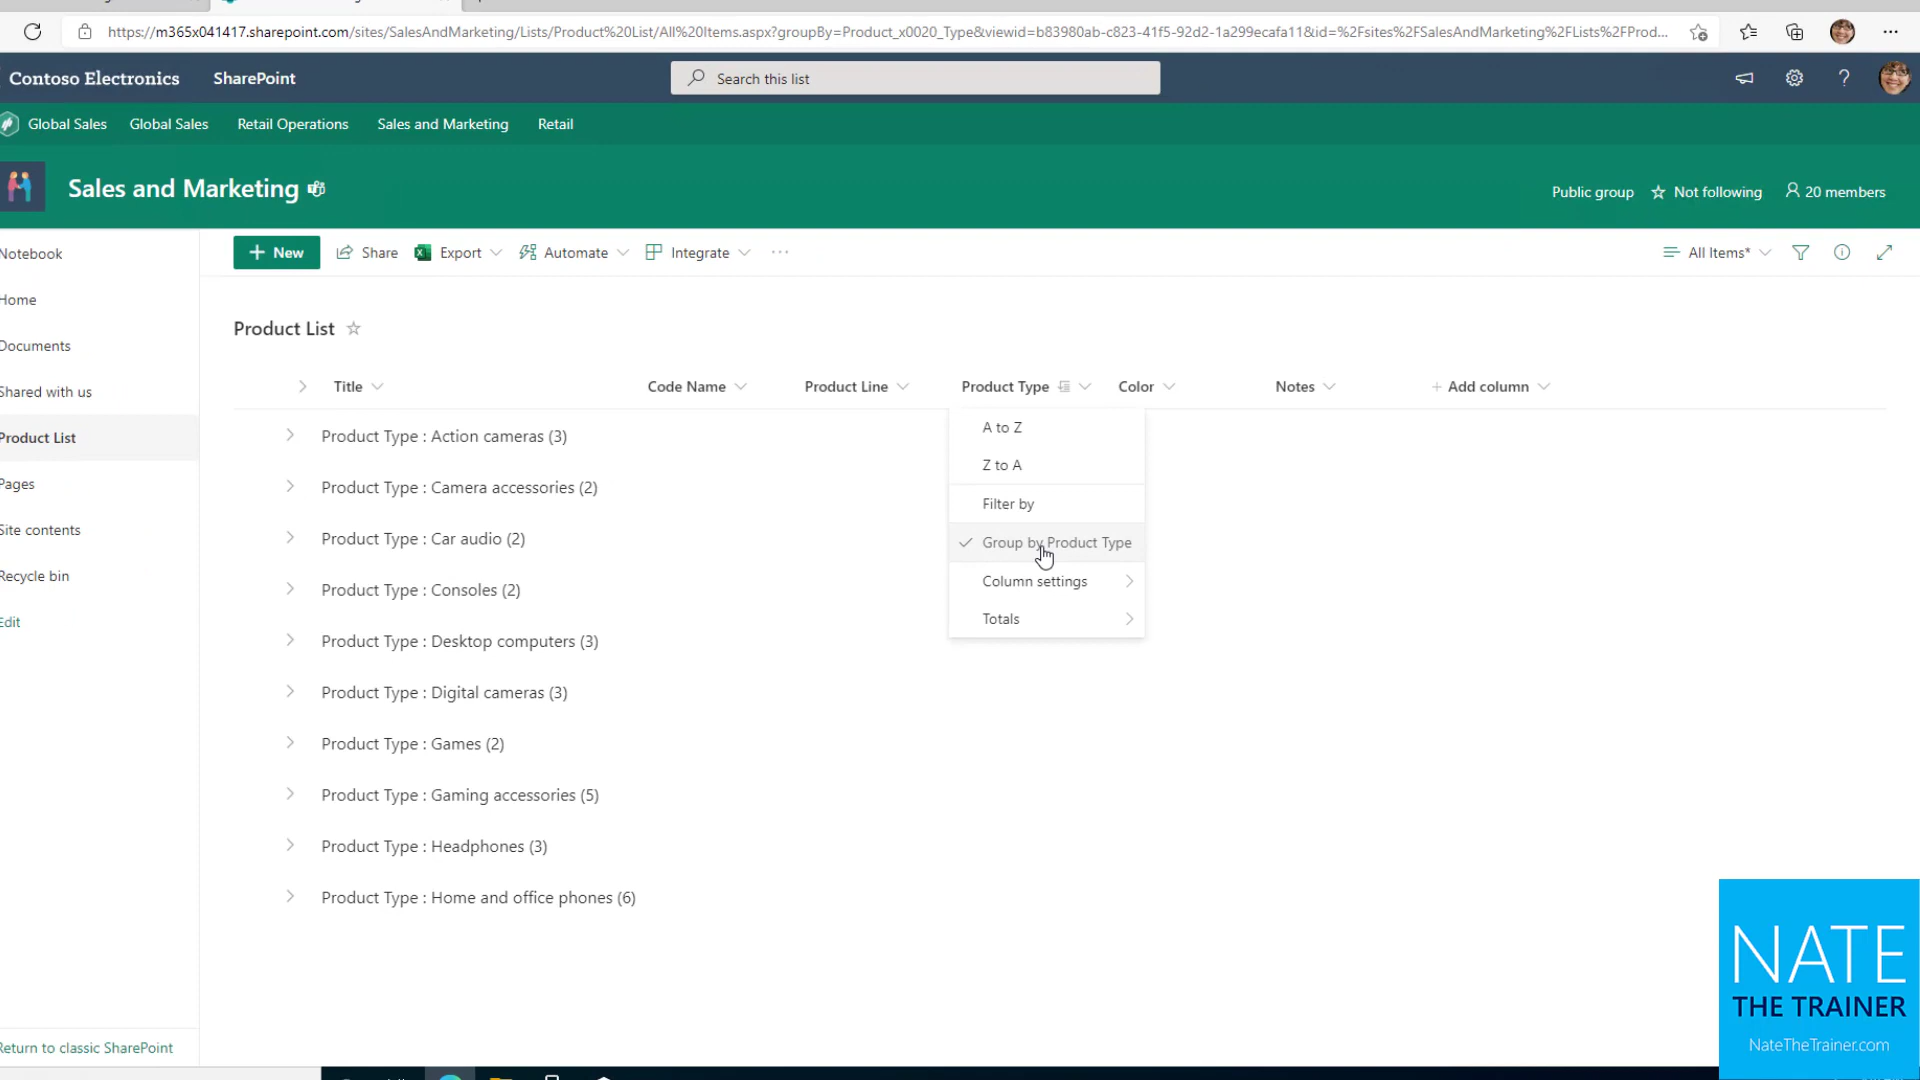 https://m365x041417.sharepoint.com/sites/SalesAndMarketing/Lists/Product%20List/All%20Items.aspx?groupBy=Product_x0020_Type&viewid=b83980ab-c823-41f5-92d2-1a299ecafa11&id=%2Fsites%2FSalesAndMarketing%2FLists%2FProd...
Contoso Electronics SharePoint Search this list
Global Sales Global Sales Retail Operations Sales and Marketing Retail
Sales and Marketing
Public group Not following 20 members
Notebook
Home
Documents
Shared with us
Product List
Pages
Site contents
Recycle bin
Edit
Return to classic SharePoint
+ New Share Export Automate Integrate ... All Items*
Product List
Title Code Name Product Line Product Type Color Notes + Add column
Product Type : Action cameras (3)
Product Type : Camera accessories (2)
Product Type : Car audio (2)
Product Type : Consoles (2)
Product Type : Desktop computers (3)
Product Type : Digital cameras (3)
Product Type : Games (2)
Product Type : Gaming accessories (5)
Product Type : Headphones (3)
Product Type : Home and office phones (6)
A to Z
Z to A
Filter by
Group by Product Type
Column settings
Totals
NATE
THE TRAINER
NateTheTrainer.com